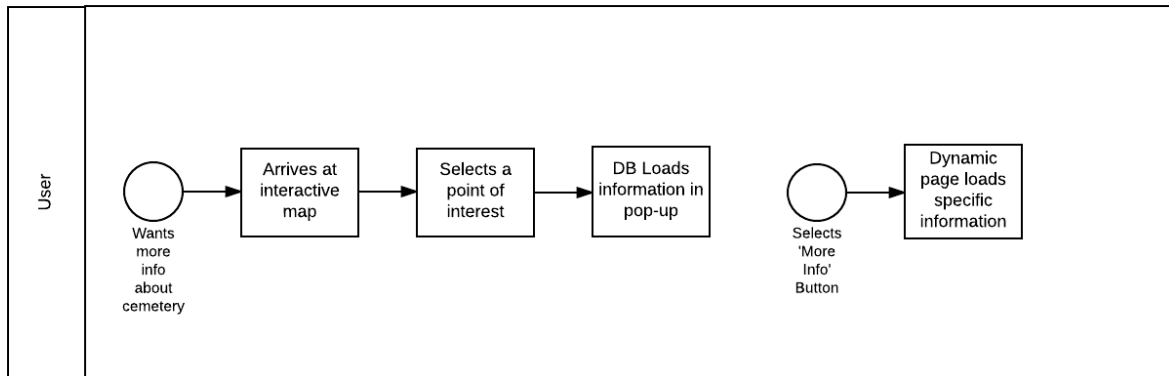 User
Wants
more
info
about
cemetery
Arrives at
interactive
map
Selects a
point of
interest
DB Loads
information in
pop-up
Selects
'More
Info'
Button
Dynamic
page loads
specific
information